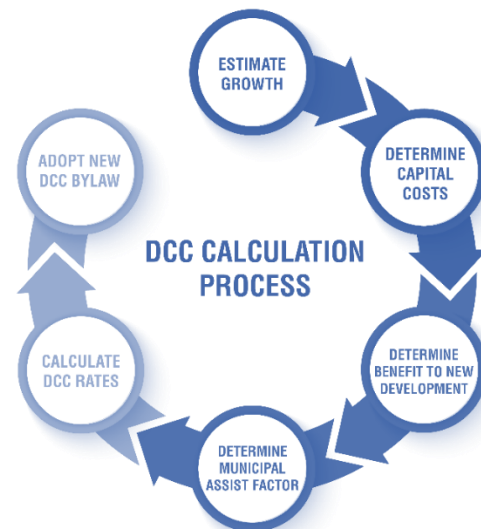 ESTIMATE
GROWTH
DETERMINE
CAPITAL
COSTS
DETERMINE
BENEFIT TO NEW
DEVELOPMENT
DETERMINE
MUNICIPAL
ASSIST FACTOR
CALCULATE
DCC RATES
ADOPT NEW
DCC BYLAW
DCC CALCULATION
PROCESS